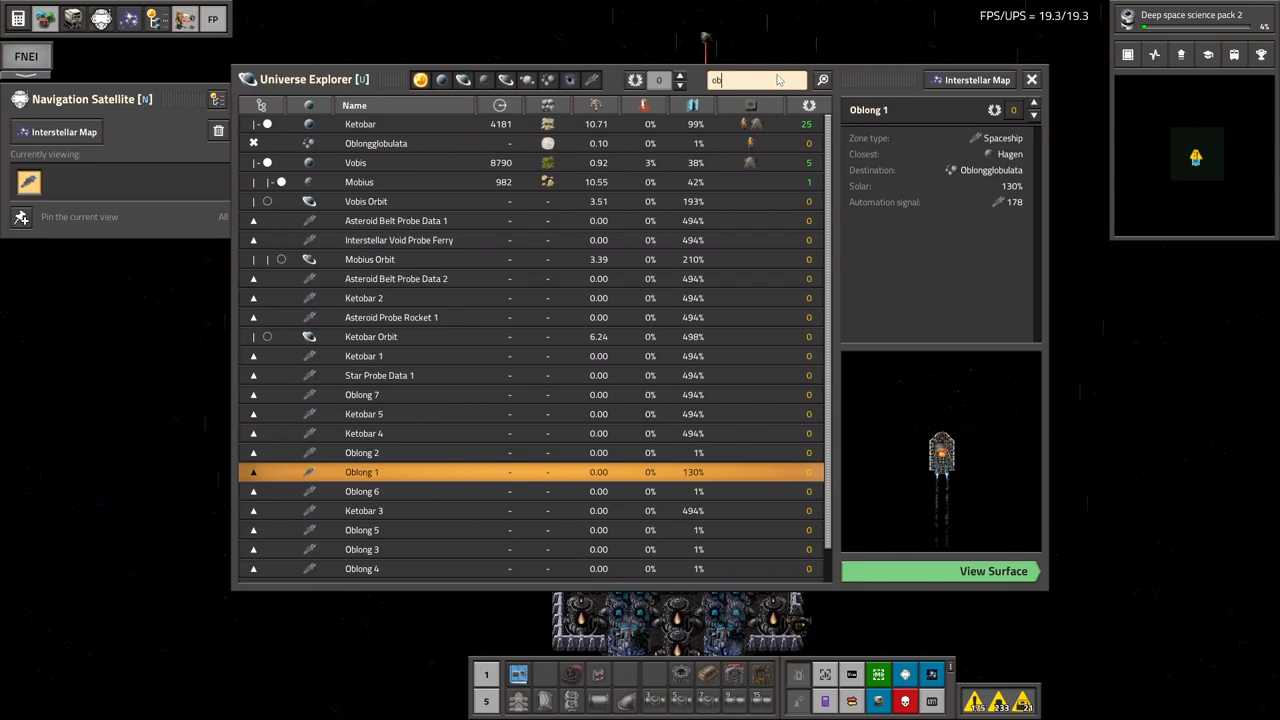 FPS/UPS = 19.3/19.3
FP
Deep space science pack 2
4%
FNEI
Navigation Satellite [N]
Interstellar Map
Currently viewing:
Pin the current view
All
Universe Explorer [U]
0
ob
Interstellar Map
Name
Ketobar 4181 10.71 0% 99% 25
Oblongglobulata - 0.10 0% 1% 0
Vobis 8790 0.92 3% 38% 5
Mobius 982 10.55 0% 42% 1
Vobis Orbit - - 3.51 0% 193% 0
Asteroid Belt Probe Data 1 - - 0.00 0% 494% 0
Interstellar Void Probe Ferry - - 0.00 0% 494% 0
Mobius Orbit - - 3.39 0% 210% 0
Asteroid Belt Probe Data 2 - - 0.00 0% 494% 0
Ketobar 2 - - 0.00 0% 494% 0
Asteroid Probe Rocket 1 - - 0.00 0% 494% 0
Ketobar Orbit - - 6.24 0% 498% 0
Ketobar 1 - - 0.00 0% 494% 0
Star Probe Data 1 - - 0.00 0% 494% 0
Oblong 7 - - 0.00 0% 494% 0
Ketobar 5 - - 0.00 0% 494% 0
Ketobar 4 - - 0.00 0% 494% 0
Oblong 2 - - 0.00 0% 1% 0
Oblong 1 - - 0.00 0% 130% 0
Oblong 6 - - 0.00 0% 1% 0
Ketobar 3 - - 0.00 0% 494% 0
Oblong 5 - - 0.00 0% 1% 0
Oblong 3 - - 0.00 0% 1% 0
Oblong 4 - - 0.00 0% 1% 0
Oblong 1 0
Zone type: Spaceship
Closest: Hagen
Destination: Oblongglobulata
Solar: 130%
Automation signal: 178
View Surface
1
5